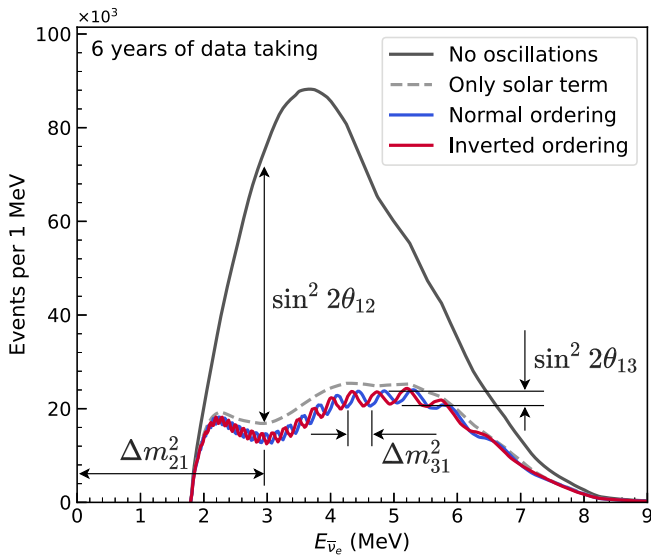 ×10³
6 years of data taking
No oscillations
Only solar term
Normal ordering
Inverted ordering
100
80
60
40
20
0
Events per 1 MeV
sin² 2θ₁₂
sin² 2θ₁₃
Δm²₂₁
Δm²₃₁
0 1 2 3 4 5 6 7 8 9
E_ν̅ₑ (MeV)